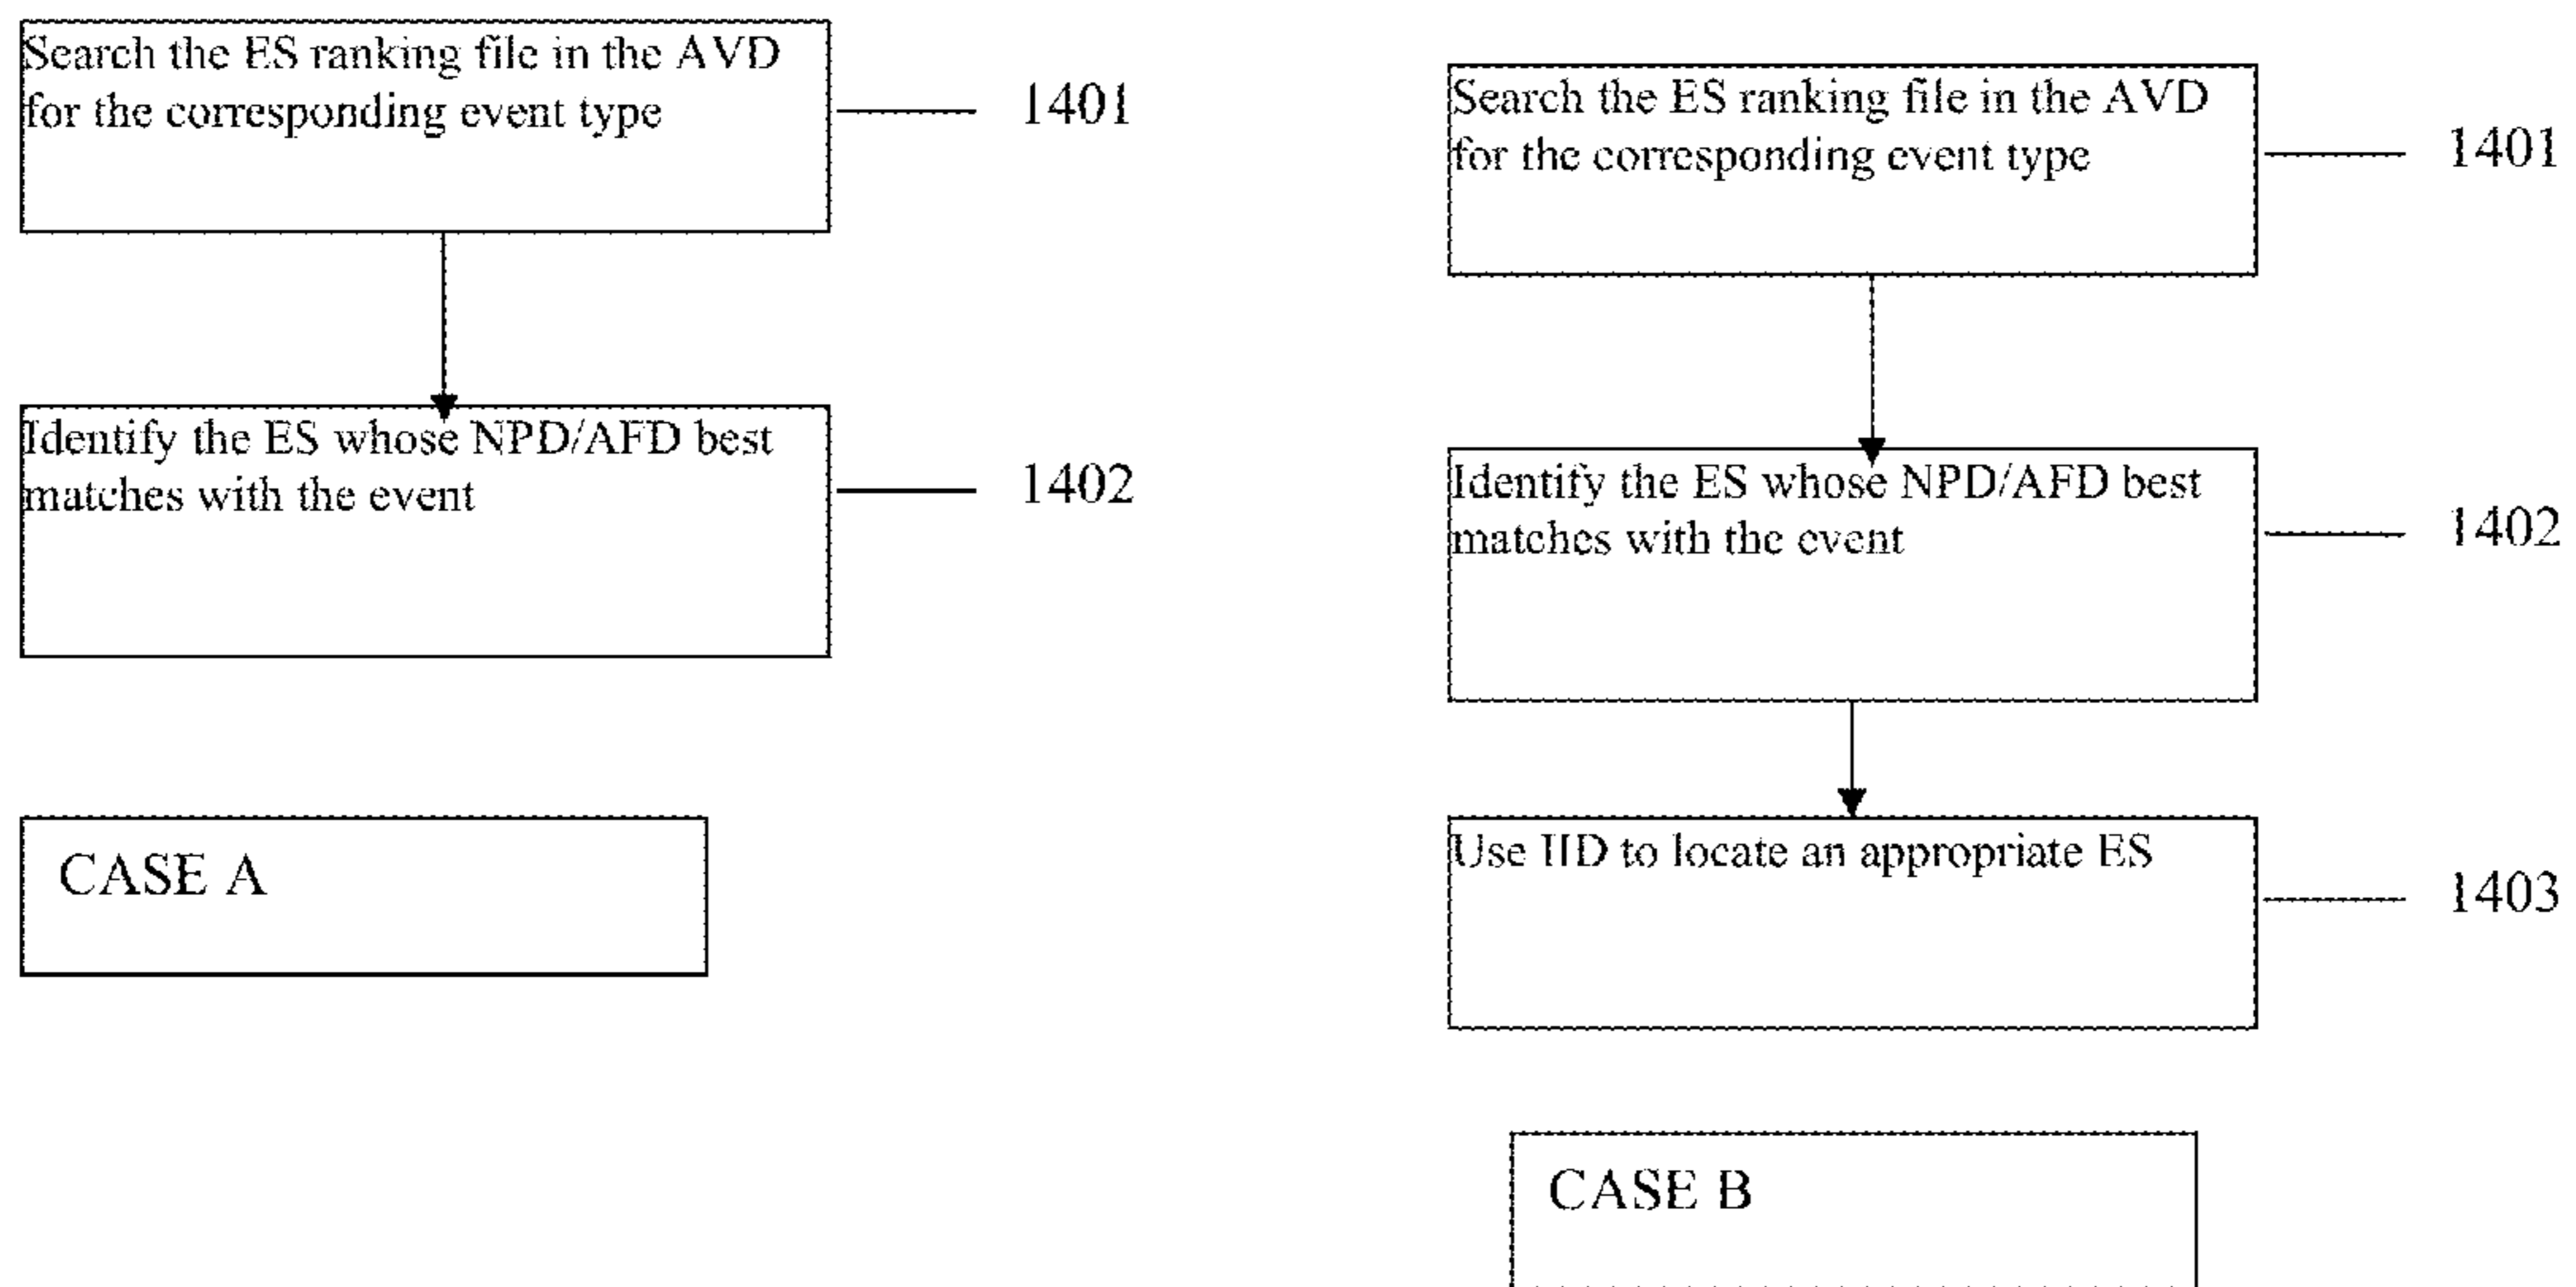 Search the ES ranking file in the AVD
for the corresponding event type
1401
Identify the ES whose NPD/AFD best
matches with the event
1402
CASE A
Search the ES ranking file in the AVD
for the corresponding event type
1401
Identify the ES whose NPD/AFD best
matches with the event
1402
Use to locate an appropriate ES
1403
CASE B